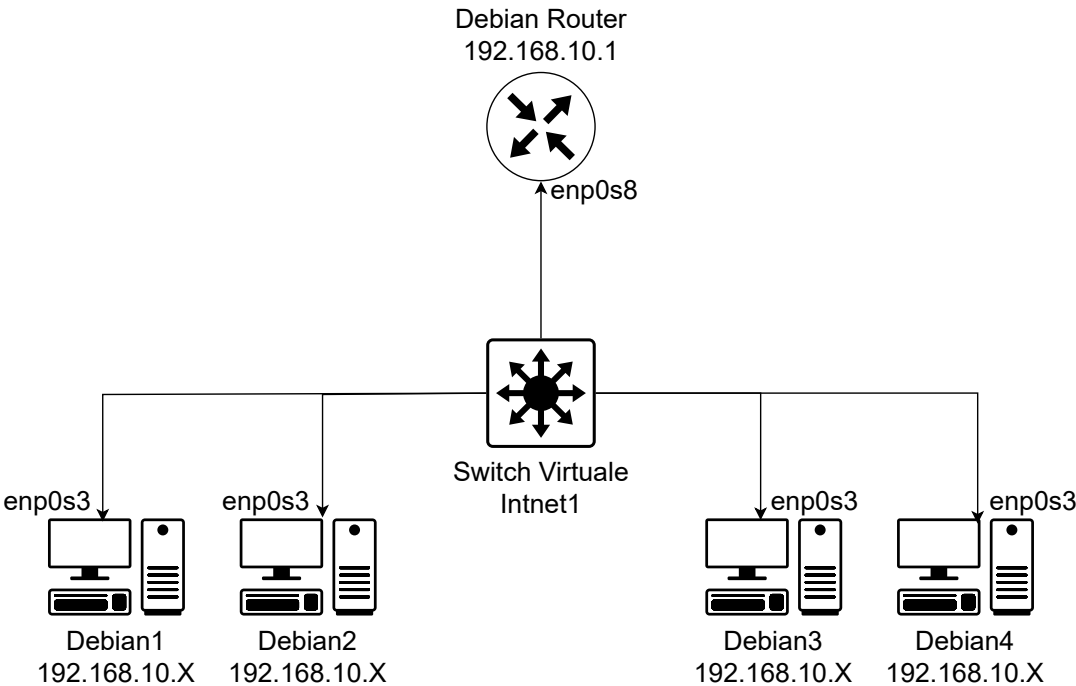 Debian Router
192.168.10.1
enp0s8
Switch Virtuale
Intnet1
enp0s3
enp0s3
enp0s3
enp0s3
Debian1
192.168.10.X
Debian2
192.168.10.X
Debian3
192.168.10.X
Debian4
192.168.10.X